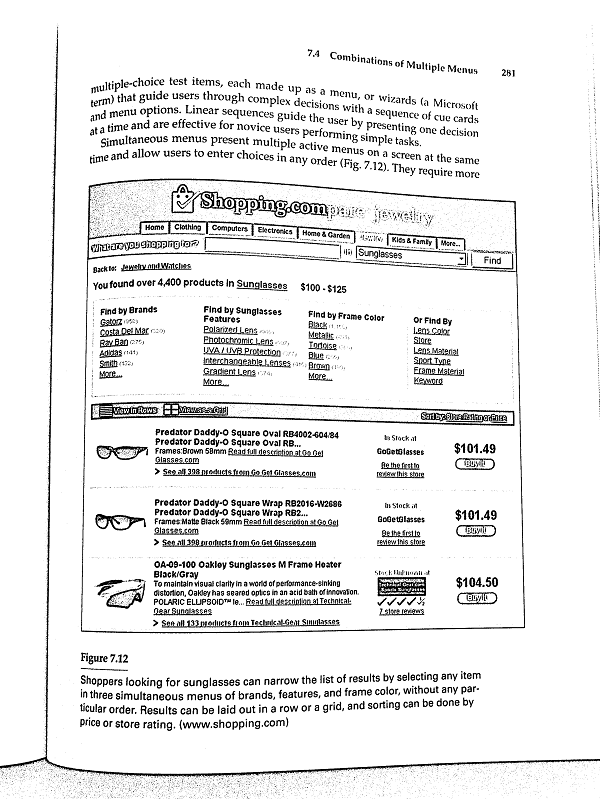 7.4 Combinations of Multiple Menus 281
multiple-choice test items, each made up as a menu, or wizards (a Microsoft
term) that guide users through complex decisions with a sequence of cue cards
and menu options. Linear sequences guide the user by presenting one decision
at a time and are effective for novice users performing simple tasks.
Simultaneous menus present multiple active menus on a screen at the same
time and allow users to enter choices in any order (Fig. 7.12). They require more
Shopping.com
Home Clothing Computers Electronics Home & Garden Jewelry Kids & Family More...
What are you shopping for? in Sunglasses Find
Back to: Jewelry and Watches
You found over 4,400 products in Sunglasses $100 - $125
Find by Brands
Gatorz
Costa Del Mar
Ray Ban (275)
Adidas (141)
Smith
More...
Find by Sunglasses
Features
Polarized Lens
Photochromic Lens
UVA / UVB Protection
Interchangeable Lenses
Gradient Lens
More...
Find by Frame Color
Black
Metallic
Tortoise
Blue
Brown
More...
Or Find By
Lens Color
Store
Lens Material
Sport Type
Frame Material
Keyword
View in Rows View as a Grid Sort by: Store Rating or Price
Predator Daddy-O Square Oval RB4002-604/84
Predator Daddy-O Square Oval RB...
Frames:Brown 58mm Read full description at Go Get
Glasses.com
> See all 398 products from Go Get Glasses.com
In Stock at
GoGetGlasses
Be the first to
review this store
$101.49
Buy It
Predator Daddy-O Square Wrap RB2016-W2686
Predator Daddy-O Square Wrap RB2...
Frames:Matte Black 59mm Read full description at Go Get
Glasses.com
> See all 398 products from Go Get Glasses.com
In Stock at
GoGetGlasses
Be the first to
review this store
$101.49
Buy It
OA-09-100 Oakley Sunglasses M Frame Heater
Black/Gray
To maintain visual clarity in a world of performance-sinking
distortion, Oakley has seared optics in an acid bath of innovation.
POLARIC ELLIPSOID™ le... Read full description at Technical-
Gear Sunglasses
> See all 133 products from Technical-Gear Sunglasses
Stock Unknown at
7 store reviews
$104.50
Buy It
Figure 7.12
Shoppers looking for sunglasses can narrow the list of results by selecting any item
in three simultaneous menus of brands, features, and frame color, without any par-
ticular order. Results can be laid out in a row or a grid, and sorting can be done by
price or store rating. (www.shopping.com)